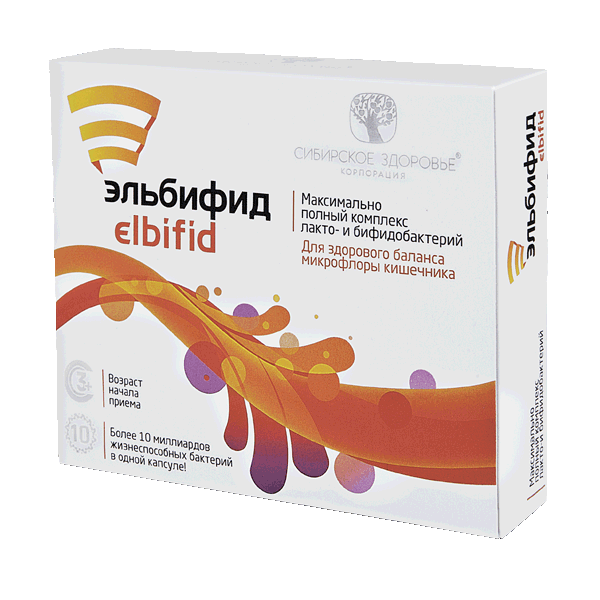 СИБИРСКОЕ ЗДОРОВЬЕ®
КОРПОРАЦИЯ
эльбифид
Elbifid
Максимально
полный комплекс
лакто- и бифидобактерий
Для здорового баланса
микрофлоры кишечника
3+
Возраст
начала
приема
10
Более 10 миллиардов
жизнеспособных бактерий
в одной капсуле!
эльбифид
Elbifid
Максимально
полный комплекс
лакто- и бифидобактерий